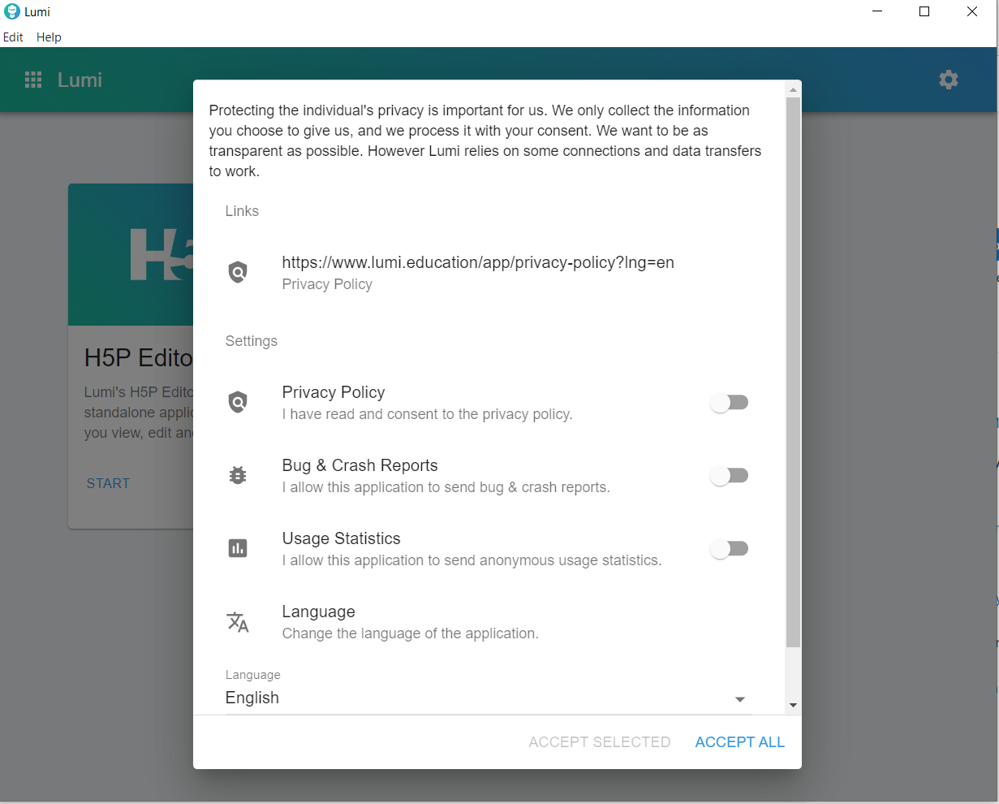 Lumi
Edit Help
Lumi
Protecting the individual's privacy is important for us. We only collect the information
you choose to give us, and we process it with your consent. We want to be as
transparent as possible. However Lumi relies on some connections and data transfers
to work.
Links
https://www.lumi.education/app/privacy-policy?lng=en
Privacy Policy
Settings
Privacy Policy
I have read and consent to the privacy policy.
Bug & Crash Reports
I allow this application to send bug & crash reports.
Usage Statistics
I allow this application to send anonymous usage statistics.
Language
Change the language of the application.
Language
English
ACCEPT SELECTED ACCEPT ALL
H5
H5P Edito
Lumi's H5P Edito
standalone applic
you view, edit an
START